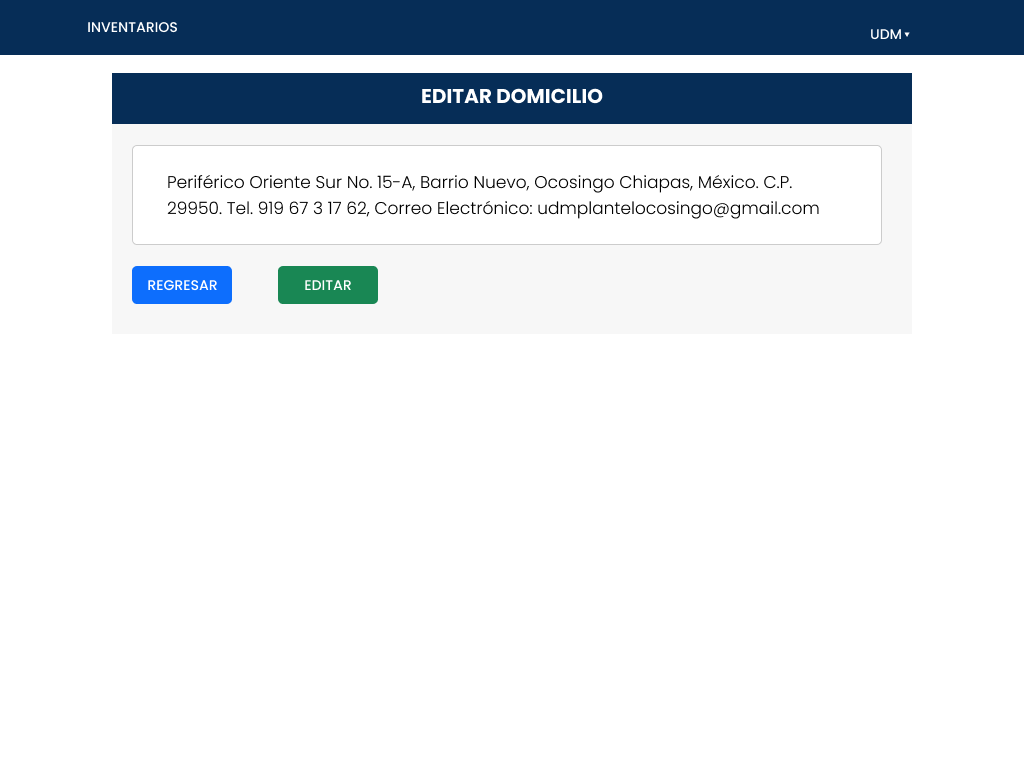 INVENTARIOS
UDM▾
EDITAR DOMICILIO
Periférico Oriente Sur No. 15-A, Barrio Nuevo, Ocosingo Chiapas, México. C.P.
29950. Tel. 919 67 3 17 62, Correo Electrónico: udmplantelocosingo@gmail.com
REGRESAR
EDITAR